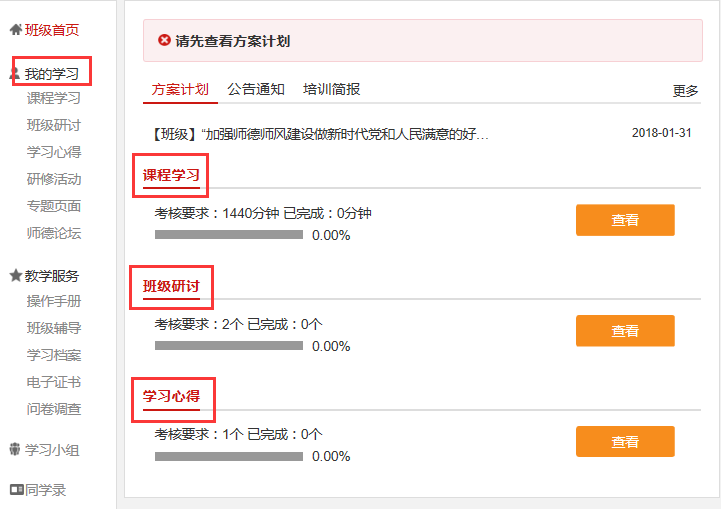 班级首页
我的学习
课程学习
班级研讨
学习心得
研修活动
专题页面
师德论坛
教学服务
操作手册
班级辅导
学习档案
电子证书
问卷调查
学习小组
同学录
请先查看方案计划
方案计划 公告通知 培训简报 更多
【班级】“加强师德师风建设做新时代党和人民满意的好… 2018-01-31
课程学习
考核要求：1440分钟 已完成：0分钟
0.00%
查看
班级研讨
考核要求：2个 已完成：0个
0.00%
查看
学习心得
考核要求：1个 已完成：0个
0.00%
查看